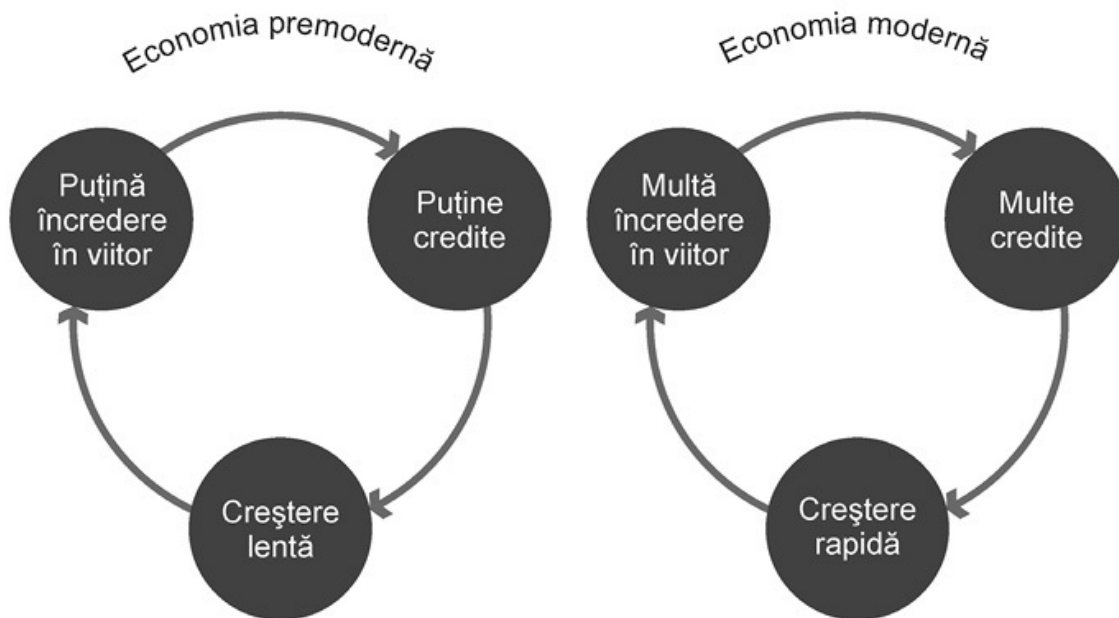 Economia premodernă
Puțină
încredere
în viitor
Puține
credite
Creştere
lentă
Economia modernă
Multă
încredere
în viitor
Multe
credite
Creştere
rapidă